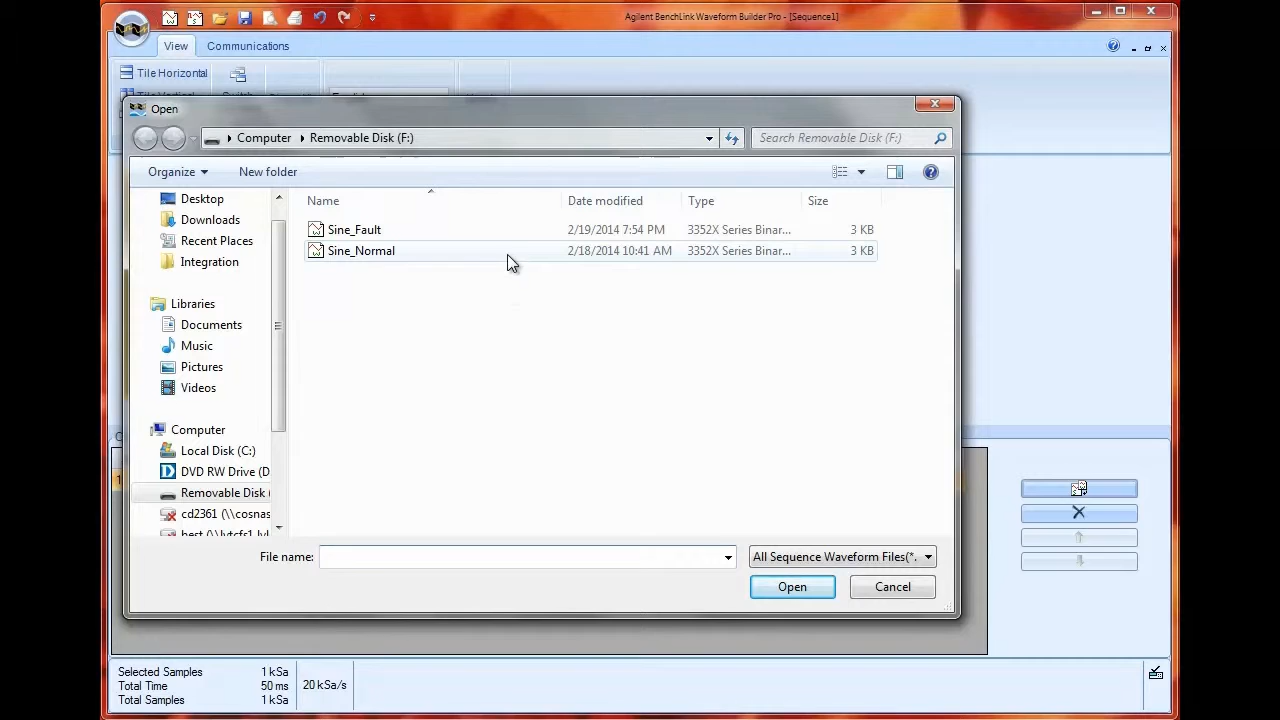 Agilent BenchLink Waveform Builder Pro - [Sequence1]
View Communications
Tile Horizontal
Open
Computer Removable Disk (F:)
Search Removable Disk (F:)
Organize New folder
Name Date modified Type Size
Sine_Fault 2/19/2014 7:54 PM 3352X Series Binar... 3 KB
Sine_Normal 2/18/2014 10:41 AM 3352X Series Binar... 3 KB
Desktop
Downloads
Recent Places
Integration
Libraries
Documents
Music
Pictures
Videos
Computer
Local Disk (C:)
DVD RW Drive (D
Removable Disk (
cd2361 (\\cosnas
File name:
All Sequence Waveform Files(*.
Open Cancel
1
Selected Samples 1 kSa
Total Time 50 ms
Total Samples 1 kSa
20 kSa/s